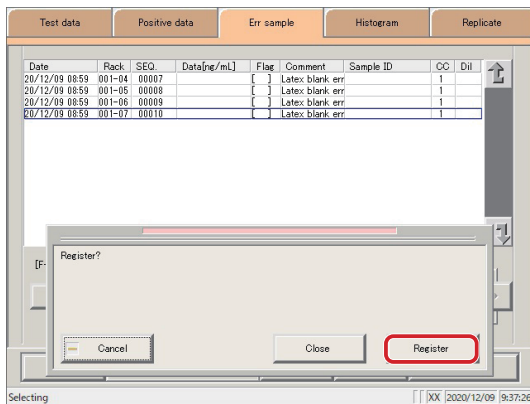 Test data Positive data Err sample Histogram Replicate
Date Rack SEQ. Data[ng/mL] Flag Comment Sample ID CC Dil
20/12/09 08:59 001-04 00007 [ ] Latex blank err 1
20/12/09 08:59 001-05 00008 [ ] Latex blank err 1
20/12/09 08:59 001-06 00009 [ ] Latex blank err 1
20/12/09 08:59 001-07 00010 [ ] Latex blank err 1
[F-
Register?
Cancel Close Register
Selecting XX 2020/12/09 9:37:24